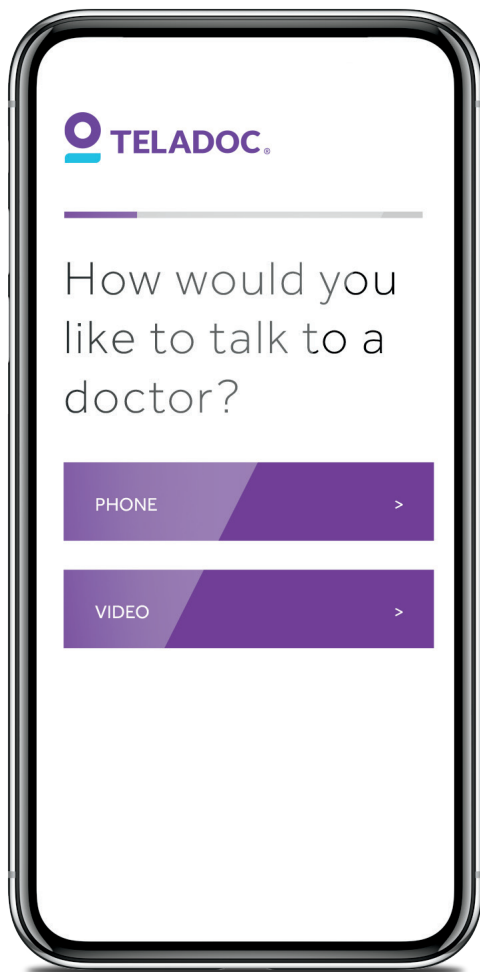 TELADOC®
How would you
like to talk to a
doctor?
PHONE >
VIDEO >